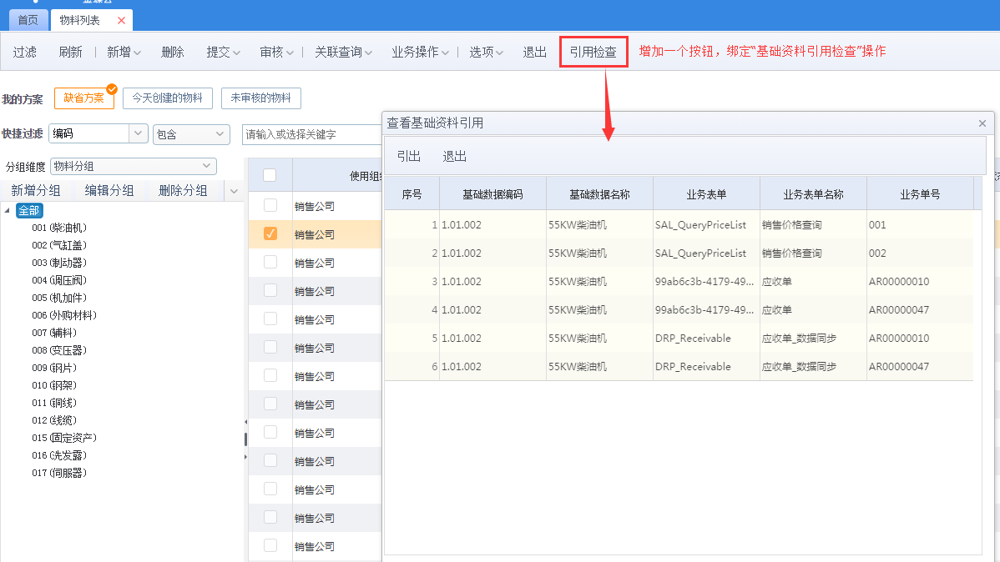 首页 物料列表
过滤 刷新 新增 删除 提交 审核 关联查询 业务操作 选项 退出 引用检查 增加一个按钮，绑定“基础资料引用检查”操作
我的方案 缺省方案 今天创建的物料 未审核的物料
快捷过滤 编码 包含 请输入或选择关键字
分组维度 物料分组
新增分组 编辑分组 删除分组
全部
001(柴油机)
002(气缸盖)
003(制动器)
004(调压阀)
005(机加件)
006(外购材料)
007(辅料)
008(变压器)
009(钢片)
010(钢架)
011(铜线)
012(线缆)
015(固定资产)
016(洗发露)
017(伺服器)
使用组织
销售公司
销售公司
销售公司
销售公司
销售公司
销售公司
销售公司
销售公司
销售公司
销售公司
销售公司
销售公司
销售公司
查看基础资料引用
引出 退出
序号 基础数据编码 基础数据名称 业务表单 业务表单名称 业务单号
1 1.01.002 55KW柴油机 SAL_QueryPriceList 销售价格查询 001
2 1.01.002 55KW柴油机 SAL_QueryPriceList 销售价格查询 002
3 1.01.002 55KW柴油机 99ab6c3b-4179-49... 应收单 AR00000010
4 1.01.002 55KW柴油机 99ab6c3b-4179-49... 应收单 AR00000047
5 1.01.002 55KW柴油机 DRP_Receivable 应收单_数据同步 AR00000010
6 1.01.002 55KW柴油机 DRP_Receivable 应收单_数据同步 AR00000047